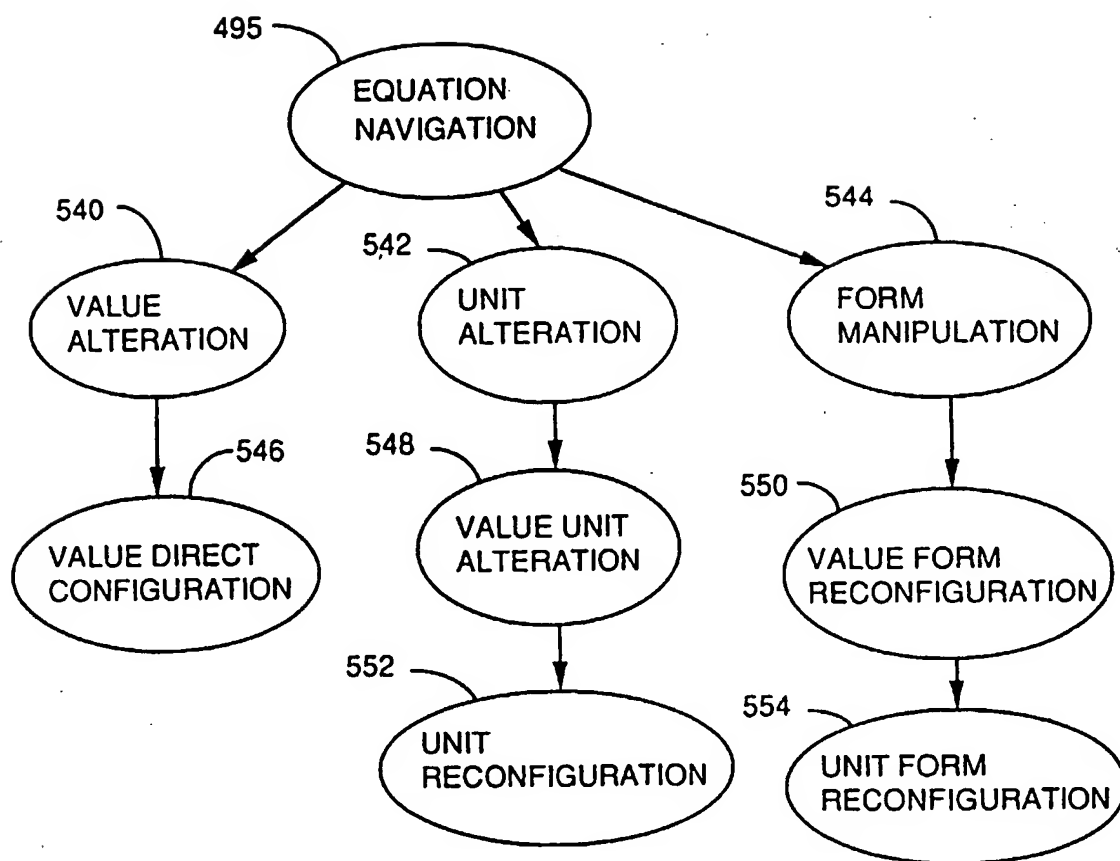 495
EQUATION
NAVIGATION
540
542
544
VALUE
ALTERATION
UNIT
ALTERATION
FORM
MANIPULATION
546
548
550
VALUE DIRECT
CONFIGURATION
VALUE UNIT
ALTERATION
VALUE FORM
RECONFIGURATION
552
554
UNIT
RECONFIGURATION
UNIT FORM
RECONFIGURATION